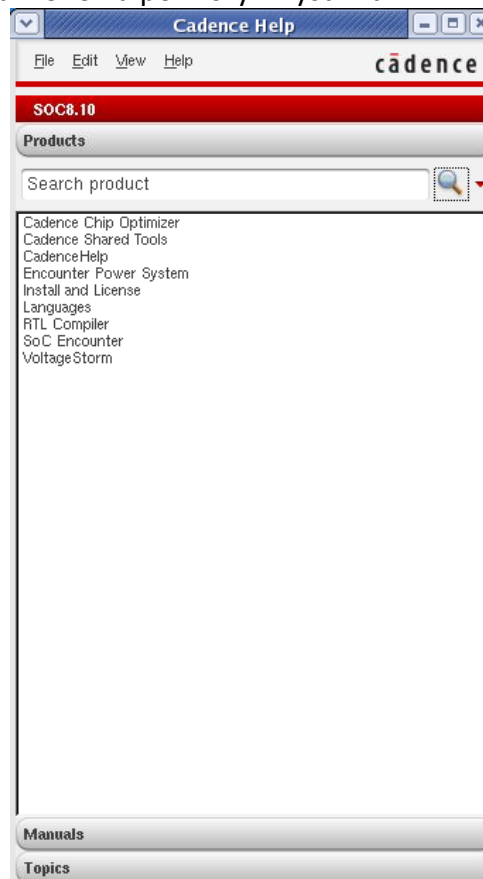 Cadence Help
File Edit View Help
cādence
SOC8.10
Products
Search product
Cadence Chip Optimizer
Cadence Shared Tools
CadenceHelp
Encounter Power System
Install and License
Languages
RTL Compiler
SoC Encounter
VoltageStorm
Manuals
Topics